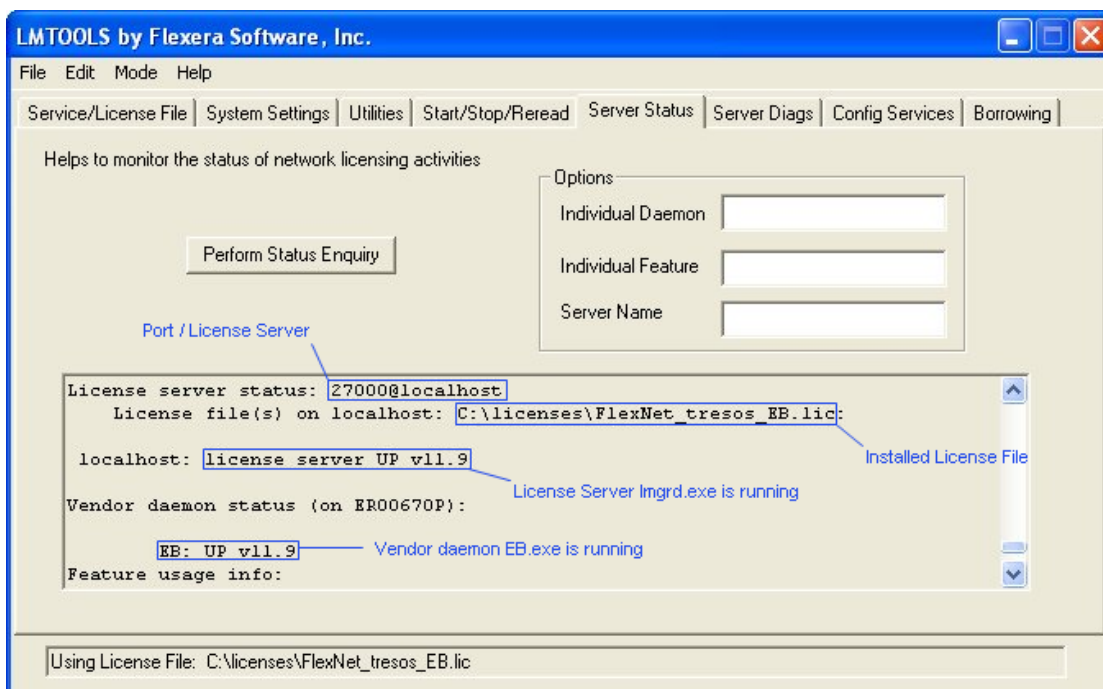 LMTOOLS by Flexera Software, Inc.
File Edit Mode Help
Service/License File System Settings Utilities Start/Stop/Reread Server Status Server Diags Config Services Borrowing
Helps to monitor the status of network licensing activities
Options
Individual Daemon
Perform Status Enquiry
Individual Feature
Server Name
Port / License Server
License server status: 27000@localhost
License file(s) on localhost: C:\licenses\FlexNet_tresos_EB.lic:
Installed License File
localhost: license server UP v11.9
License Server lmgrd.exe is running
Vendor daemon status (on ER00670P):
EB: UP v11.9 Vendor daemon EB.exe is running
Feature usage info:
Using License File: C:\licenses\FlexNet_tresos_EB.lic